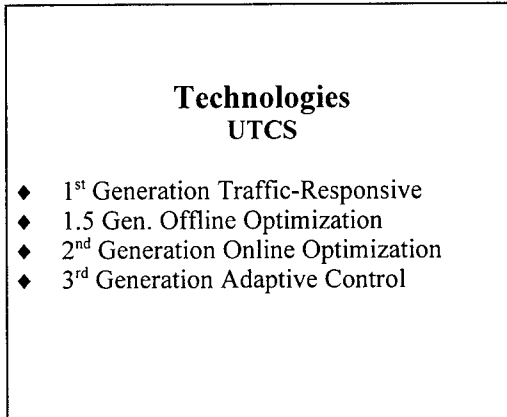 Technologies
UTCS
♦ 1st Generation Traffic-Responsive
♦ 1.5 Gen. Offline Optimization
♦ 2nd Generation Online Optimization
♦ 3rd Generation Adaptive Control